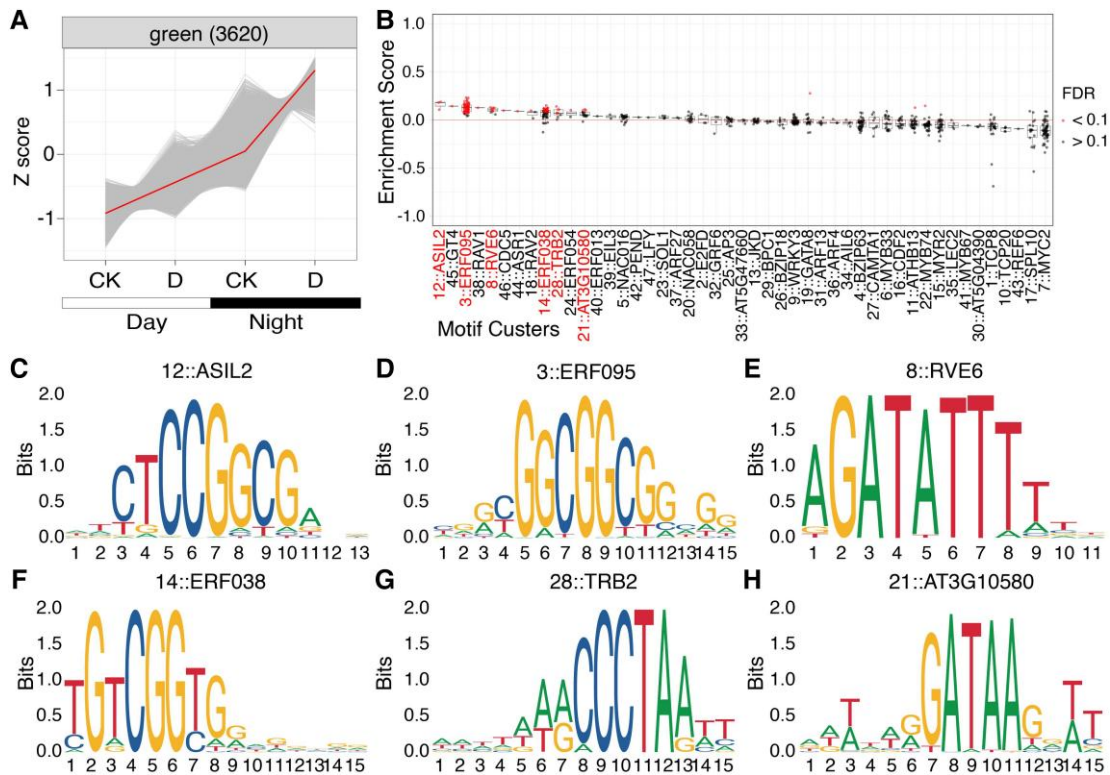 A
green (3620)
Z score
1
0
-1
CK D CK D
Day Night
B
Enrichment Score
1.0
0.5
0.0
-0.5
-1.0
FDR
< 0.1
> 0.1
12::ASIL2
45::GT4
3::ERF095
38::RAV1
8::RVE6
46::CDC5
44::ASR1
18::RAV2
14::ERF038
28::TRB2
24::ERF054
21::AT3G10580
40::ERF013
39::EIL3
5::NAC016
42::PEND
47::LFY
23::SOL1
37::ARF27
20::NAC058
2::E2FD
32::GRF6
25::AP3
33::AT5G47660
13::JKD
29::BPC1
26::BZIP18
9::WRKY3
19::GATA8
31::ARF13
36::ARF4
34::AIL6
4::BZIP63
27::CAMTA1
6::MYB33
16::CDF2
11::ATHB13
22::MYB74
15::MYR2
35::LEC2
41::MYB67
30::AT5G04390
1::TCP8
10::TCP20
43::REF6
17::SPL10
7::MYC2
Motif Custers
C
12::ASIL2
Bits
2.0
1.5
1.0
0.5
0.0
1 2 3 4 5 6 7 8 9 10 11 12 13
D
3::ERF095
Bits
2.0
1.5
1.0
0.5
0.0
1 2 3 4 5 6 7 8 9 10 11 12 13 14 15
E
8::RVE6
Bits
2.0
1.5
1.0
0.5
0.0
1 2 3 4 5 6 7 8 9 10 11
F
14::ERF038
Bits
2.0
1.5
1.0
0.5
0.0
1 2 3 4 5 6 7 8 9 10 11 12 13 14 15
G
28::TRB2
Bits
2.0
1.5
1.0
0.5
0.0
1 2 3 4 5 6 7 8 9 10 11 12 13 14 15
H
21::AT3G10580
Bits
2.0
1.5
1.0
0.5
0.0
1 2 3 4 5 6 7 8 9 10 11 12 13 14 15